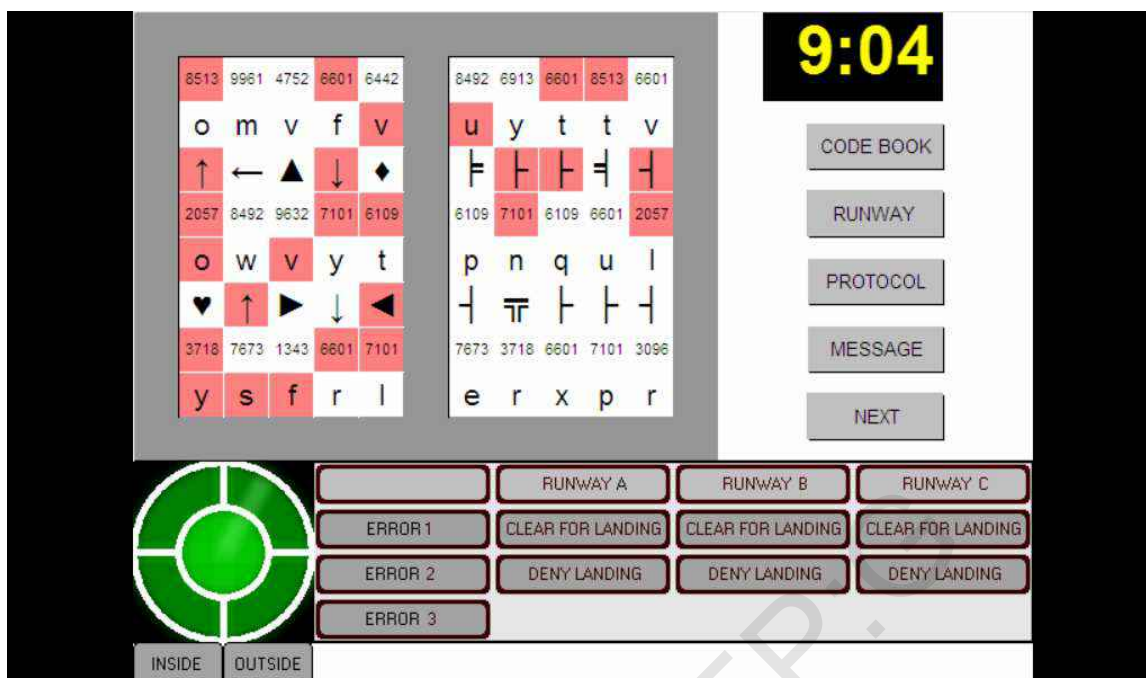 9:04
8513 9961 4752 6601 6442 8492 6913 6601 8513 6601
o m v f v u y t t v
↑ ← ▲ ↓ ♦ ╞ ├ ├ ╡ ┤
2057 8492 9632 7101 6109 6109 7101 6109 6601 2057
o w v y t p n q u l
♥ ↑ ► ↓ ◄ ┤ ╥ ├ ├ ┤
3718 7673 1343 6601 7101 7673 3718 6601 7101 3096
y s f r l e r x p r
CODE BOOK
RUNWAY
PROTOCOL
MESSAGE
NEXT
RUNWAY A RUNWAY B RUNWAY C
ERROR 1 CLEAR FOR LANDING CLEAR FOR LANDING CLEAR FOR LANDING
ERROR 2 DENY LANDING DENY LANDING DENY LANDING
ERROR 3
INSIDE OUTSIDE